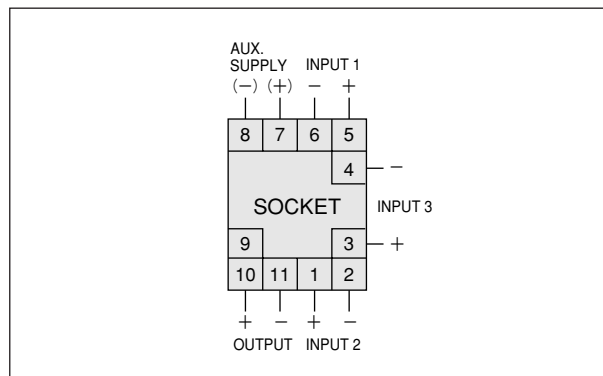 AUX.
SUPPLY INPUT 1
(−) (+) − +
8 7 6 5
4 −
SOCKET INPUT 3
9 3 +
10 11 1 2
+ − + −
OUTPUT INPUT 2